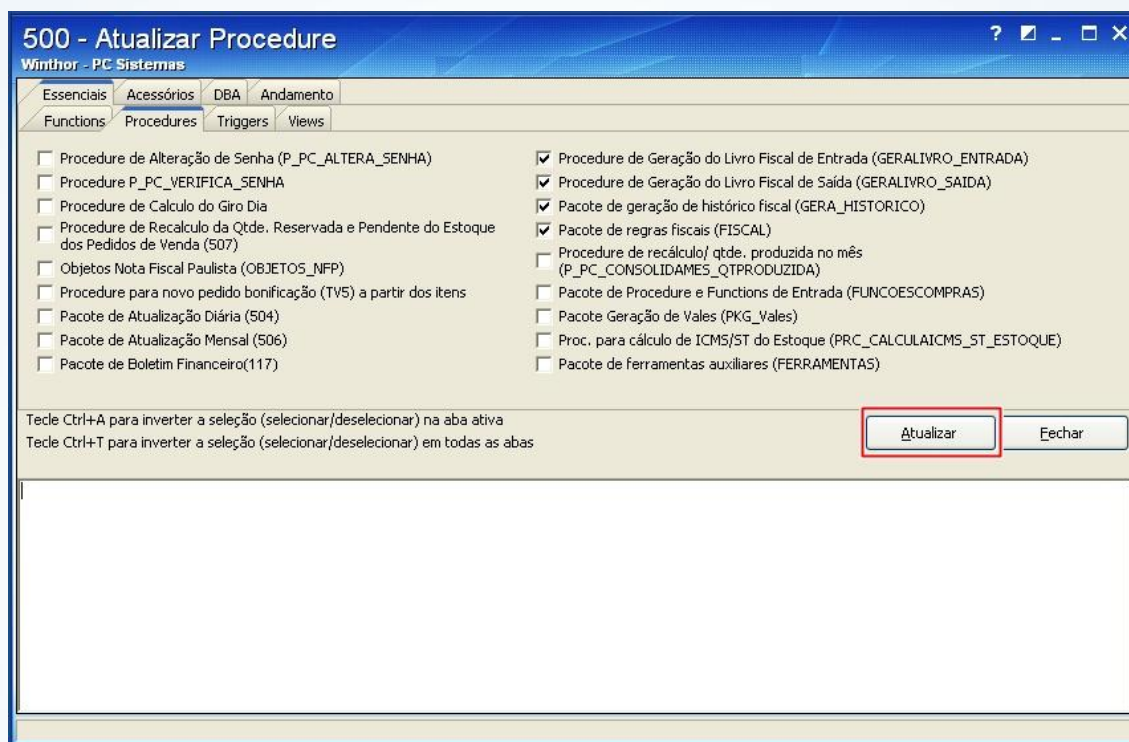 500 - Atualizar Procedure
Winthor - PC Sistemas
Essenciais Acessórios DBA Andamento
Functions Procedures Triggers Views
Procedure de Alteração de Senha (P_PC_ALTERA_SENHA)
Procedure P_PC_VERIFICA_SENHA
Procedure de Calculo do Giro Dia
Procedure de Recalculo da Qtde. Reservada e Pendente do Estoque
dos Pedidos de Venda (507)
Objetos Nota Fiscal Paulista (OBJETOS_NFP)
Procedure para novo pedido bonificação (TV5) a partir dos itens
Pacote de Atualização Diária (504)
Pacote de Atualização Mensal (506)
Pacote de Boletim Financeiro(117)
Procedure de Geração do Livro Fiscal de Entrada (GERALIVRO_ENTRADA)
Procedure de Geração do Livro Fiscal de Saída (GERALIVRO_SAIDA)
Pacote de geração de histórico fiscal (GERA_HISTORICO)
Pacote de regras fiscais (FISCAL)
Procedure de recálculo/ qtde. produzida no mês
(P_PC_CONSOLIDAMES_QTPRODUZIDA)
Pacote de Procedure e Functions de Entrada (FUNCOESCOMPRAS)
Pacote Geração de Vales (PKG_Vales)
Proc. para cálculo de ICMS/ST do Estoque (PRC_CALCULAICMS_ST_ESTOQUE)
Pacote de ferramentas auxiliares (FERRAMENTAS)
Tecle Ctrl+A para inverter a seleção (selecionar/deselecionar) na aba ativa
Tecle Ctrl+T para inverter a seleção (selecionar/deselecionar) em todas as abas
Atualizar Fechar